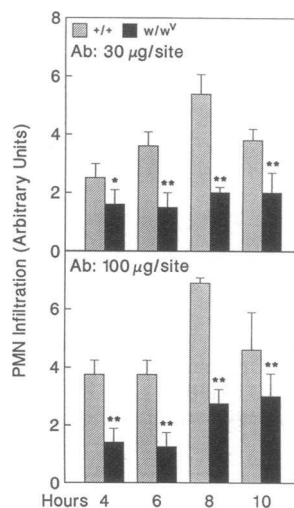 +/+ w/wᵛ
Ab: 30 μg/site
8
6
4
2
0
* ** ** **
PMN Infiltration (Arbitrary Units)
Ab: 100 μg/site
6
4
2
0
** ** ** **
Hours 4 6 8 10